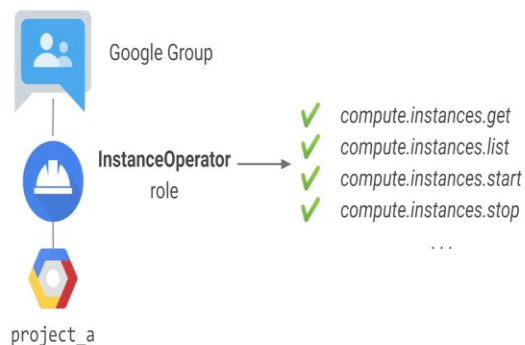 Google Group
InstanceOperator
role
compute.instances.get
compute.instances.list
compute.instances.start
compute.instances.stop
...
project_a